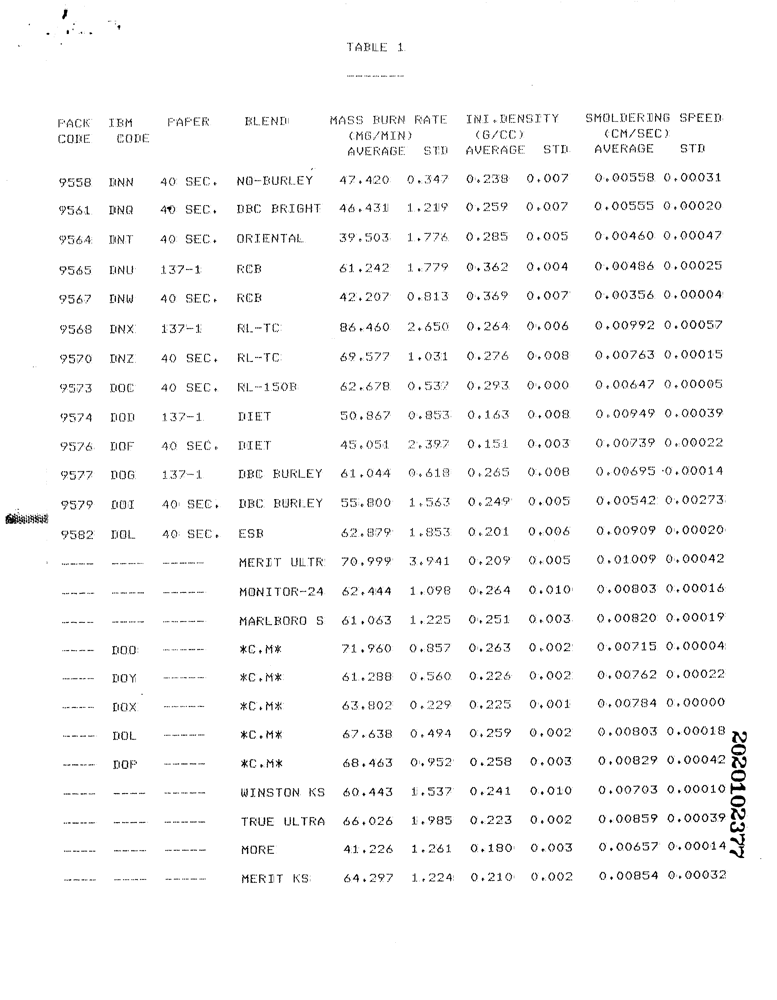 TABLE 1
-------
PACK IBM PAPER BLEND MASS BURN RATE INI.DENSITY SMOLDERING SPEED
CODE CODE (MG/MIN) (G/CC) (CM/SEC)
AVERAGE STD AVERAGE STD AVERAGE STD
9558 DNN 40 SEC. NO-BURLEY 47.420 0.347 0.238 0.007 0.00558 0.00031
9561 DNQ 40 SEC. DBC BRIGHT 46.431 1.219 0.259 0.007 0.00555 0.00020
9564 DNT 40 SEC. ORIENTAL 39.503 1.776 0.285 0.005 0.00460 0.00047
9565 DNU 137-1 RCB 61.242 1.779 0.362 0.004 0.00486 0.00025
9567 DNW 40 SEC. RCB 42.207 0.813 0.369 0.007 0.00356 0.00004
9568 DNX 137-1 RL-TC 86.460 2.650 0.264 0.006 0.00992 0.00057
9570 DNZ 40 SEC. RL-TC 69.577 1.031 0.276 0.008 0.00763 0.00015
9573 DOC 40 SEC. RL-150B 62.678 0.537 0.293 0.000 0.00647 0.00005
9574 DOD 137-1 DIET 50.867 0.853 0.163 0.008 0.00949 0.00039
9576 DOF 40 SEC. DIET 45.051 2.397 0.151 0.003 0.00739 0.00022
9577 DOG 137-1 DBC BURLEY 61.044 0.618 0.265 0.008 0.00695 0.00014
9579 DOI 40 SEC. DBC BURLEY 55.800 1.563 0.249 0.005 0.00542 0.00273
9582 DOL 40 SEC. ESB 62.879 1.853 0.201 0.006 0.00909 0.00020
---- ---- ----- MERIT ULTR 70.999 3.941 0.209 0.005 0.01009 0.00042
---- ---- ----- MONITOR-24 62.444 1.098 0.264 0.010 0.00803 0.00016
---- ---- ----- MARLBORO S 61.063 1.225 0.251 0.003 0.00820 0.00019
---- DOO ----- *C.M* 71.960 0.857 0.263 0.002 0.00715 0.00004
---- DOY ----- *C.M* 61.288 0.560 0.226 0.002 0.00762 0.00022
---- DOX ----- *C.M* 63.802 0.229 0.225 0.001 0.00784 0.00000
---- DOL ----- *C.M* 67.638 0.494 0.259 0.002 0.00803 0.00018
---- DOP ----- *C.M* 68.463 0.952 0.258 0.003 0.00829 0.00042
---- ---- ----- WINSTON KS 60.443 1.537 0.241 0.010 0.00703 0.00010
---- ---- ----- TRUE ULTRA 66.026 1.985 0.223 0.002 0.00859 0.00039
---- ---- ----- MORE 41.226 1.261 0.180 0.003 0.00657 0.00014
---- ---- ----- MERIT KS 64.297 1.224 0.210 0.002 0.00854 0.00032
2020102377